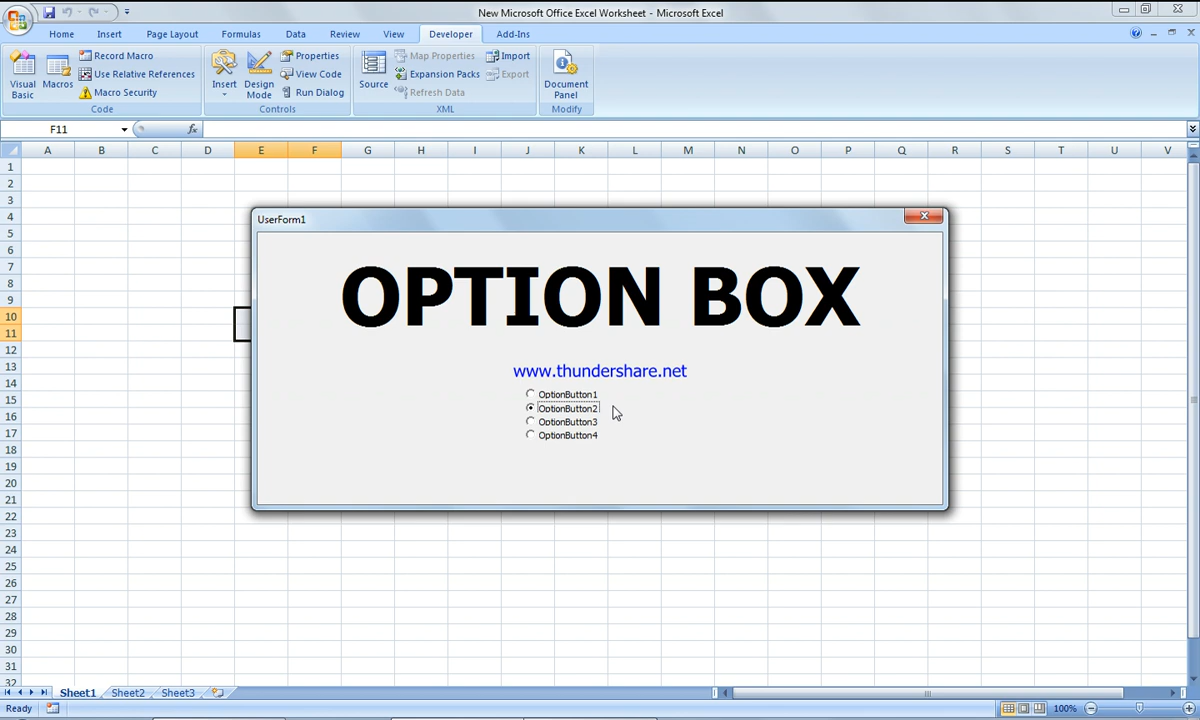 New Microsoft Office Excel Worksheet - Microsoft Excel
Home Insert Page Layout Formulas Data Review View Developer Add-Ins
Visual Basic
Macros
Record Macro
Use Relative References
Macro Security
Code
Insert
Design Mode
Properties
View Code
Run Dialog
Controls
Source
Map Properties
Expansion Packs
Refresh Data
Import
Export
XML
Document Panel
Modify
F11 fx
A B C D E F G H I J K L M N O P Q R S T U V
1
2
3
4
5
6
7
8
9
10
11
12
13
14
15
16
17
18
19
20
21
22
23
24
25
26
27
28
29
30
31
32
UserForm1
OPTION BOX
www.thundershare.net
OptionButton1
OptionButton2
OptionButton3
OptionButton4
Sheet1 Sheet2 Sheet3
Ready 100%